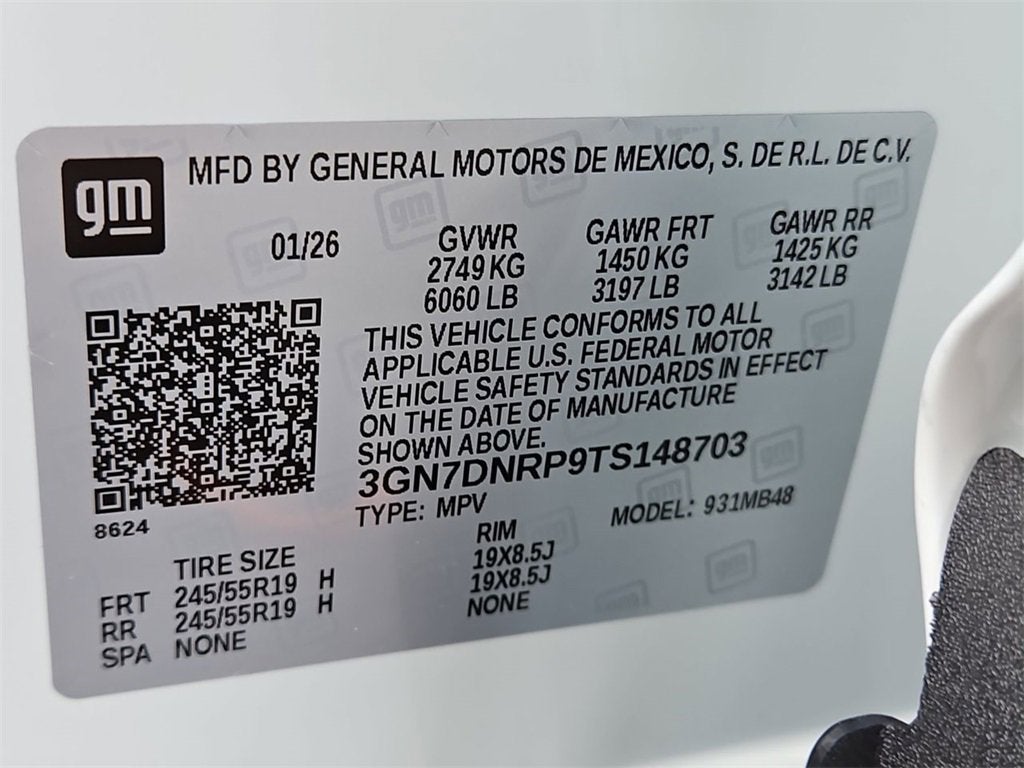 gm
MFD BY GENERAL MOTORS DE MEXICO, S. DE R.L. DE C.V.
01/26
GVWR
2749 KG
6060 LB
GAWR FRT
1450 KG
3197 LB
GAWR RR
1425 KG
3142 LB
THIS VEHICLE CONFORMS TO ALL
APPLICABLE U.S. FEDERAL MOTOR
VEHICLE SAFETY STANDARDS IN EFFECT
ON THE DATE OF MANUFACTURE
SHOWN ABOVE.
3GN7DNRP9TS148703
TYPE: MPV
MODEL: 931MB48
8624
TIRE SIZE RIM
FRT 245/55R19 H 19X8.5J
RR 245/55R19 H 19X8.5J
SPA NONE NONE